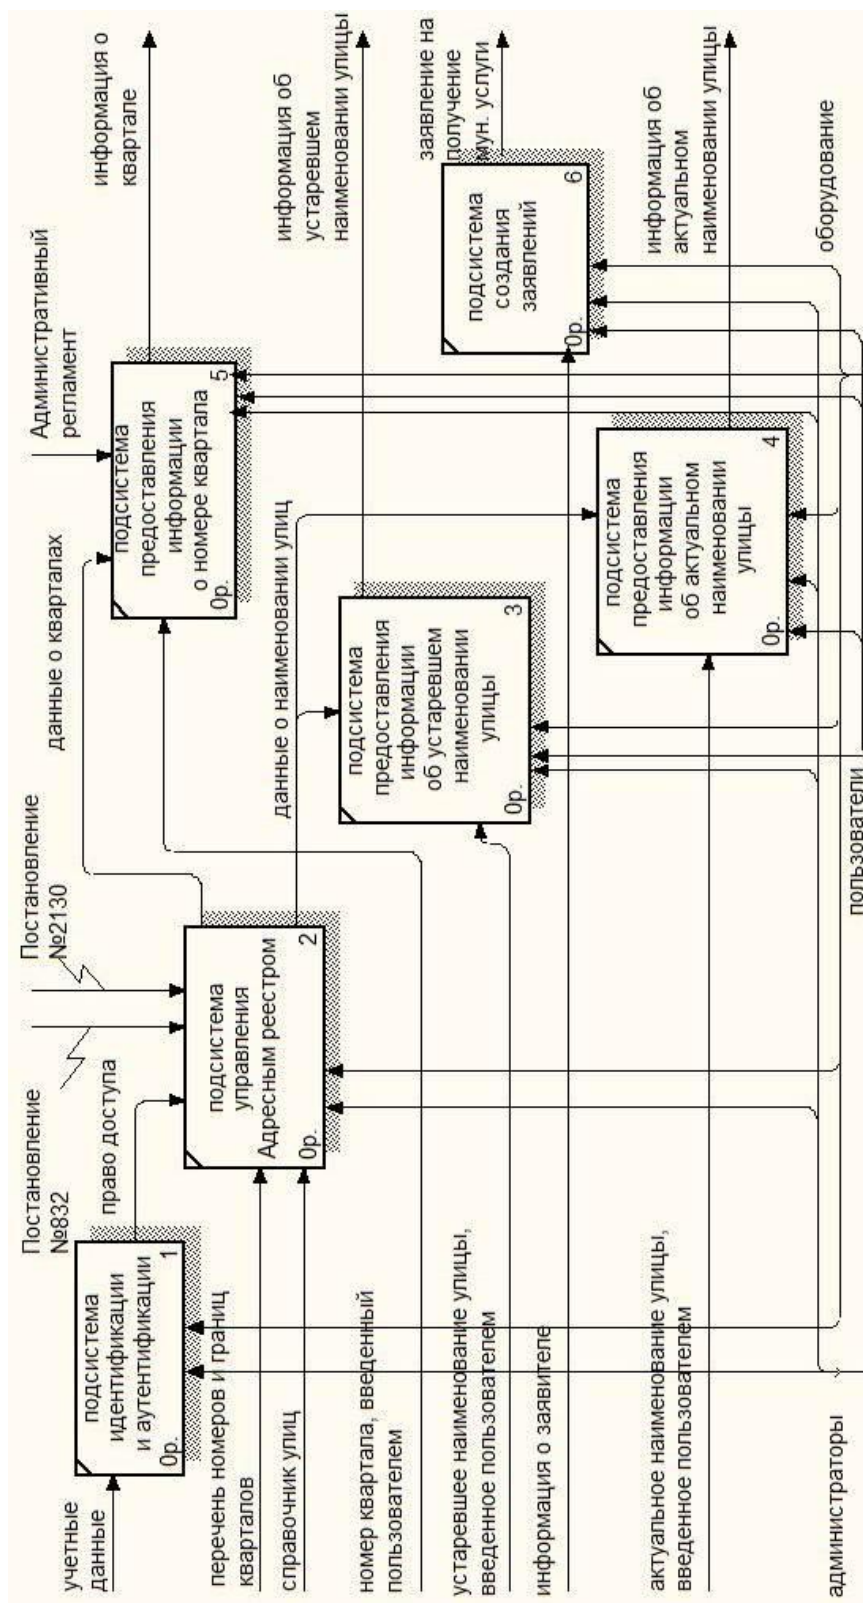 учетные
данные
подсистема
идентификации
и аутентификации
0р.
1
Постановление
№832
Постановление
№2130
право доступа
перечень номеров и границ
кварталов
справочник улиц
подсистема
управления
Адресным реестром
0р.
2
данные о кварталах
Административный
регламент
подсистема
предоставления
информации
о номере квартала
0р.
5
информация о
квартале
данные о наименовании улиц
номер квартала, введенный
пользователем
подсистема
предоставления
информации
об устаревшем
наименовании
улицы
0р.
3
информация об
устаревшем
наименовании улицы
устаревшее наименование улицы,
введенное пользователем
информация о заявителе
подсистема
создания
заявлений
0р.
6
заявление на
получение
мун. услуги
актуальное наименование улицы,
введенное пользователем
подсистема
предоставления
информации
об актуальном
наименовании
улицы
0р.
4
информация об
актуальном
наименовании улицы
администраторы
пользователи
оборудование